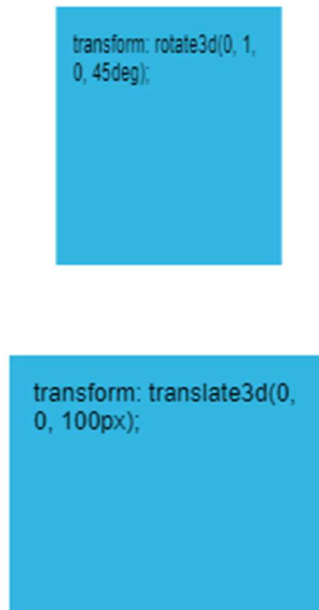 transform: rotate3d(0, 1,
0, 45deg);
transform: translate3d(0,
0, 100px);